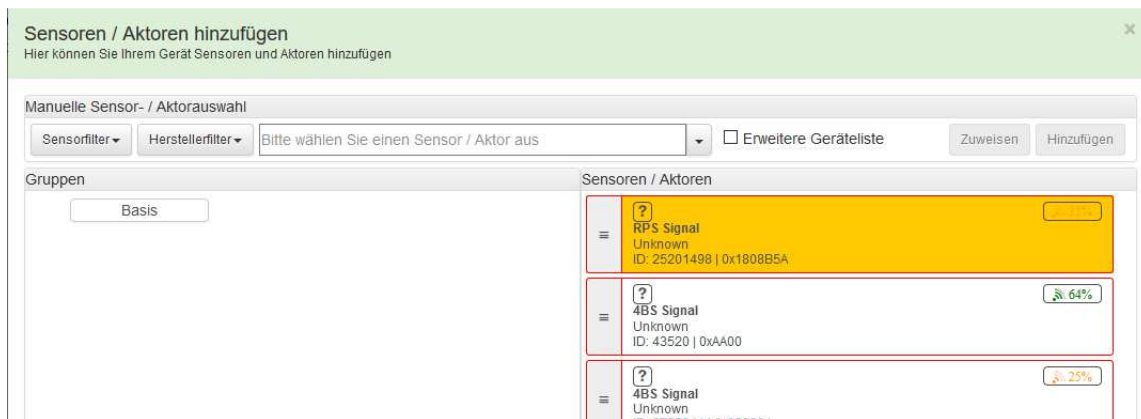 Sensoren / Aktoren hinzufügen
Hier können Sie Ihrem Gerät Sensoren und Aktoren hinzufügen
Manuelle Sensor- / Aktorauswahl
Sensorfilter Herstellerfilter Bitte wählen Sie einen Sensor / Aktor aus Erweitere Geräteliste Zuweisen Hinzufügen
Gruppen
Basis
Sensoren / Aktoren
?
RPS Signal
Unknown
ID: 25201498 | 0x1808B5A
?
64%
4BS Signal
Unknown
ID: 43520 | 0xAA00
?
25%
4BS Signal
Unknown